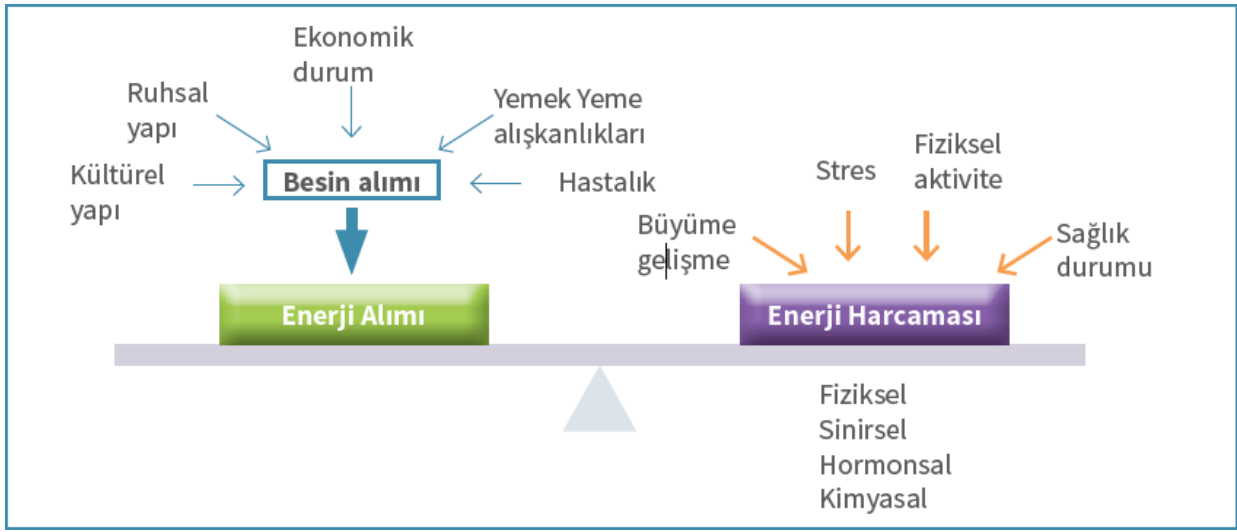 Ekonomik
durum
Ruhsal
yapı
Yemek Yeme
alışkanlıkları
Kültürel
yapı
Besin alımı
Hastalık
Stres
Fiziksel
aktivite
Büyüme
gelişme
Sağlık
durumu
Enerji Alımı
Enerji Harcaması
Fiziksel
Sinirsel
Hormonsal
Kimyasal